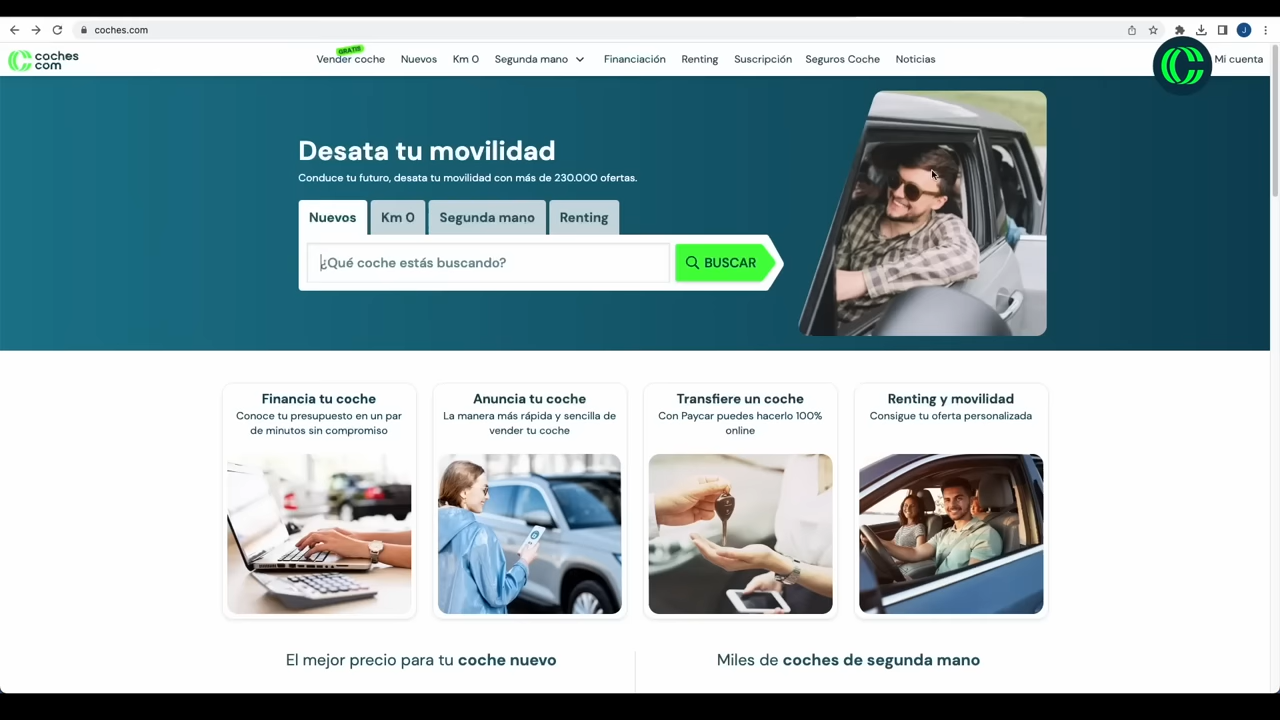 coches.com
J
coches
com
GRATIS
Vender coche
Nuevos
Km 0
Segunda mano
Financiación
Renting
Suscripción
Seguros Coche
Noticias
Mi cuenta
Desata tu movilidad
Conduce tu futuro, desata tu movilidad con más de 230.000 ofertas.
Nuevos
Km 0
Segunda mano
Renting
¿Qué coche estás buscando?
BUSCAR
Financia tu coche
Conoce tu presupuesto en un par
de minutos sin compromiso
Anuncia tu coche
La manera más rápida y sencilla de
vender tu coche
Transfiere un coche
Con Paycar puedes hacerlo 100%
online
Renting y movilidad
Consigue tu oferta personalizada
El mejor precio para tu coche nuevo
Miles de coches de segunda mano